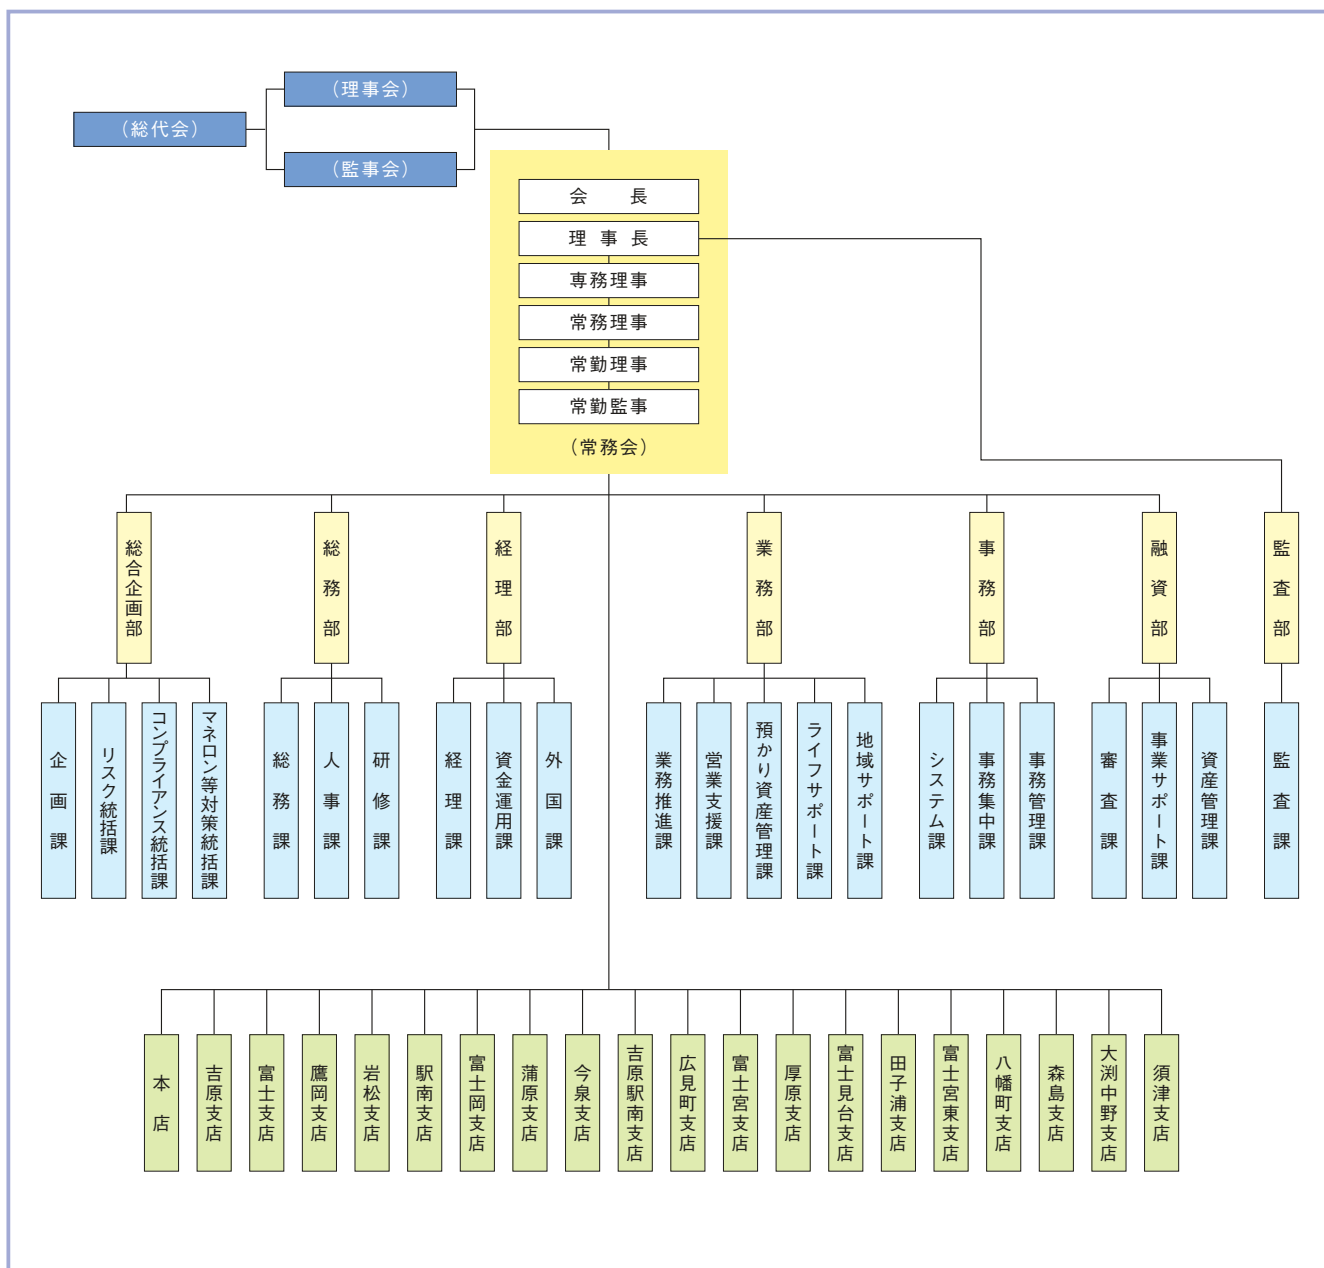 （理事会）
（総代会）
（監事会）
会　　長
理 事 長
専務理事
常務理事
常勤理事
常勤監事
（常務会）
総合企画部
総務部
経理部
業務部
事務部
融資部
監査部
企画課
リスク統括課
コンプライアンス統括課
マネロン等対策統括課
総務課
人事課
研修課
経理課
資金運用課
外国課
業務推進課
営業支援課
預かり資産管理課
ライフサポート課
地域サポート課
システム課
事務集中課
事務管理課
審査課
事業サポート課
資産管理課
監査課
本店
吉原支店
富士支店
鷹岡支店
岩松支店
駅南支店
富士岡支店
蒲原支店
今泉支店
吉原駅南支店
広見町支店
富士宮支店
厚原支店
富士見台支店
田子浦支店
富士宮東支店
八幡町支店
森島支店
大渕中野支店
須津支店